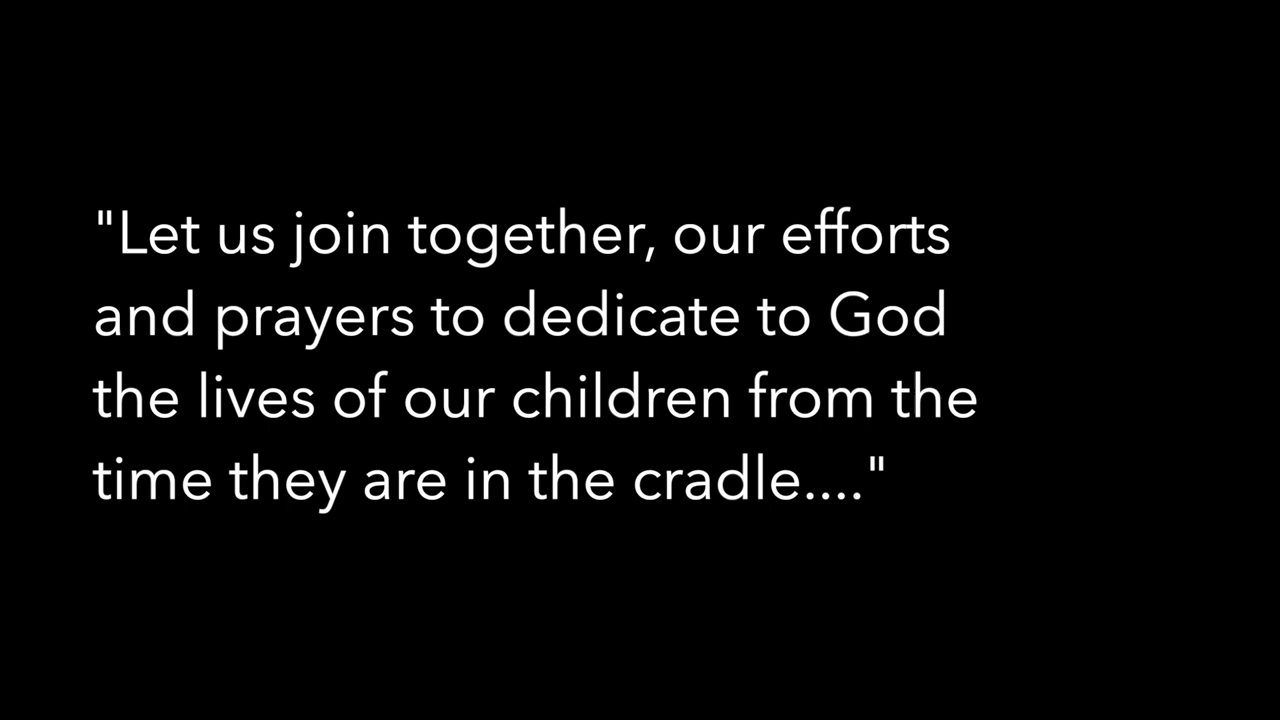 "Let us join together, our efforts
and prayers to dedicate to God
the lives of our children from the
time they are in the cradle...."